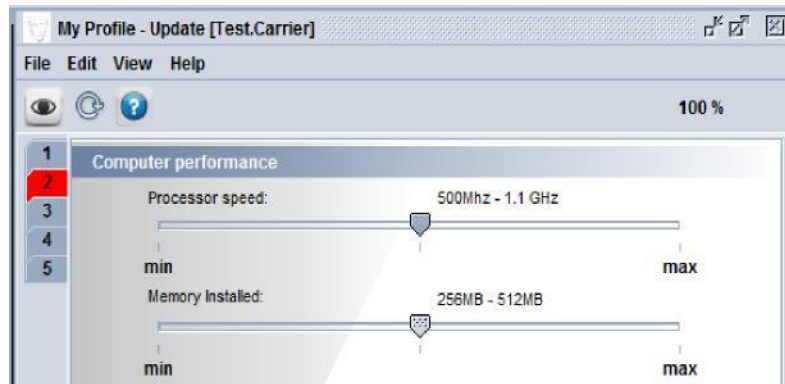 My Profile - Update [Test.Carrier]
File Edit View Help
?
100 %
1
Computer performance
2
Processor speed: 500Mhz - 1.1 GHz
3
4
5
min max
Memory Installed: 256MB - 512MB
min max